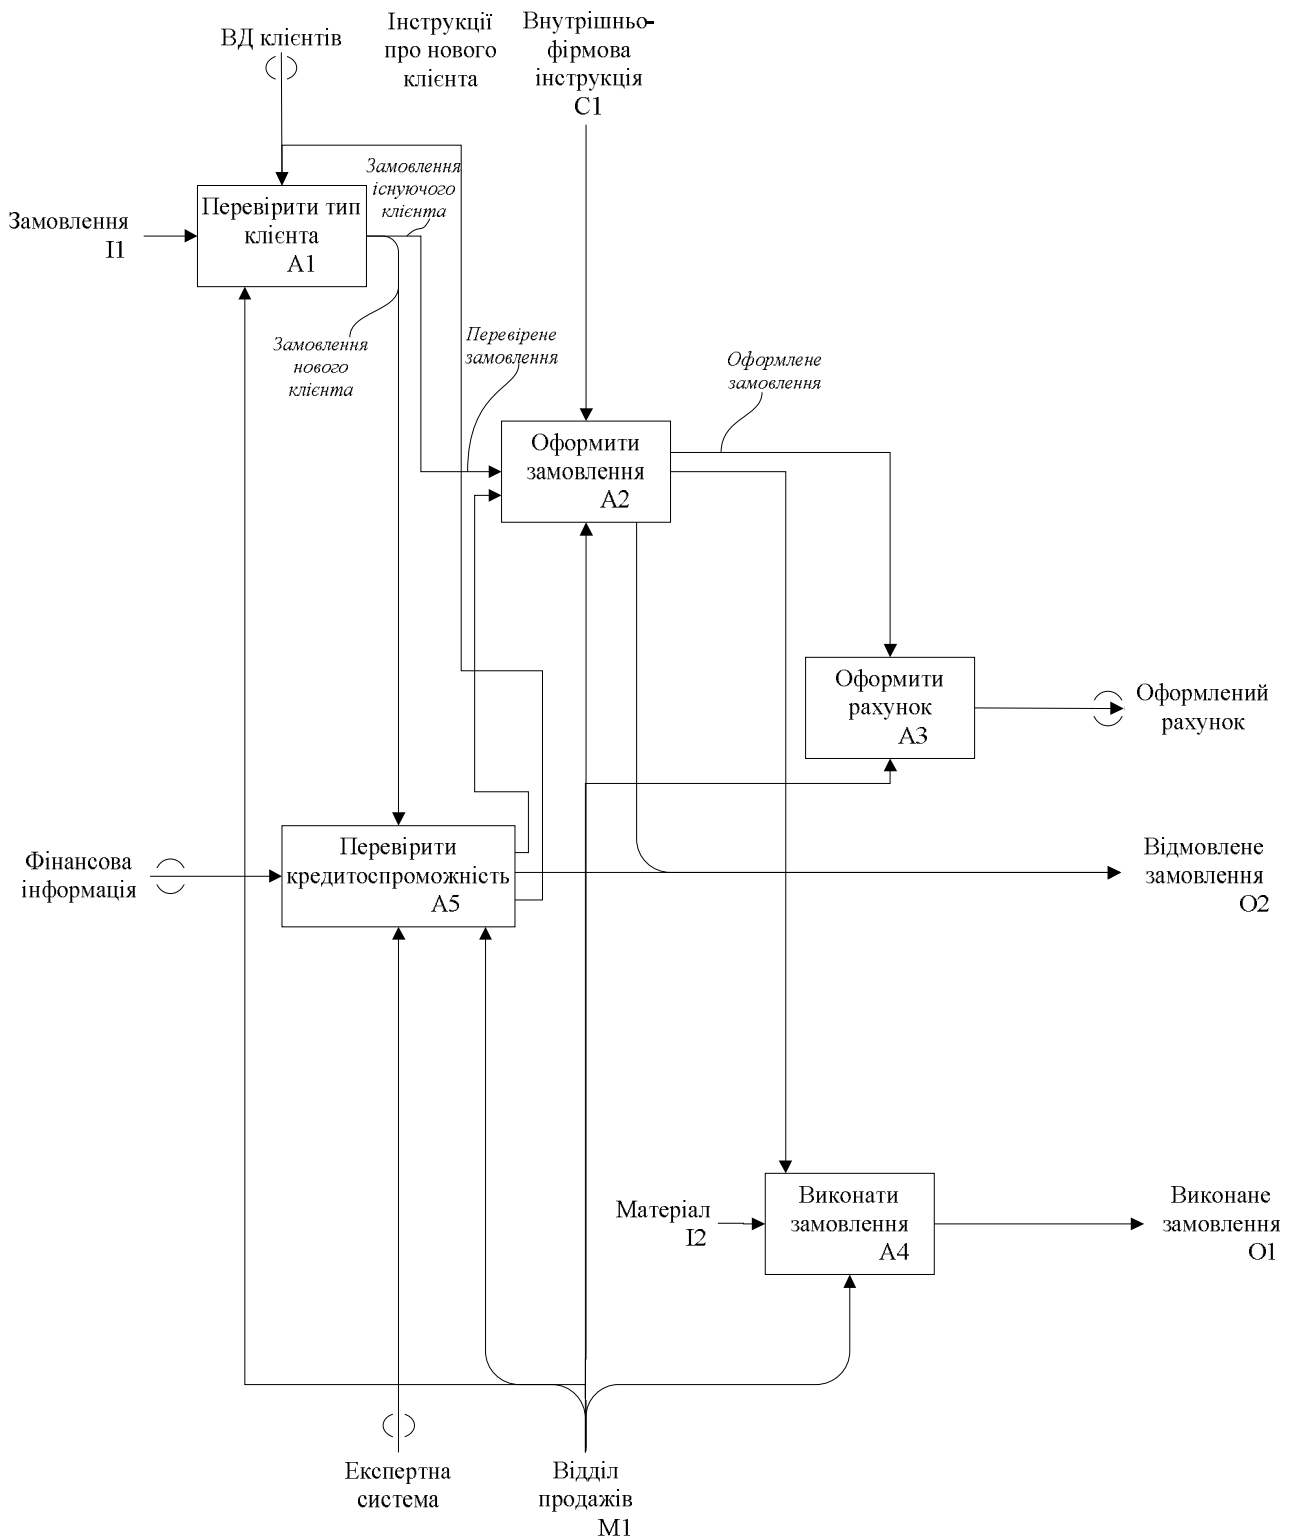 ВД клієнтів
Інструкції
про нового
клієнта
Внутрішньо-
фірмова
інструкція
C1
Замовлення
I1
Перевірити тип
клієнта
A1
Замовлення
існуючого
клієнта
Замовлення
нового
клієнта
Перевірене
замовлення
Оформлене
замовлення
Оформити
замовлення
A2
Оформити
рахунок
A3
Оформлений
рахунок
Фінансова
інформація
Перевірити
кредитоспроможність
A5
Відмовлене
замовлення
O2
Матеріал
I2
Виконати
замовлення
A4
Виконане
замовлення
O1
Експертна
система
Відділ
продажів
M1